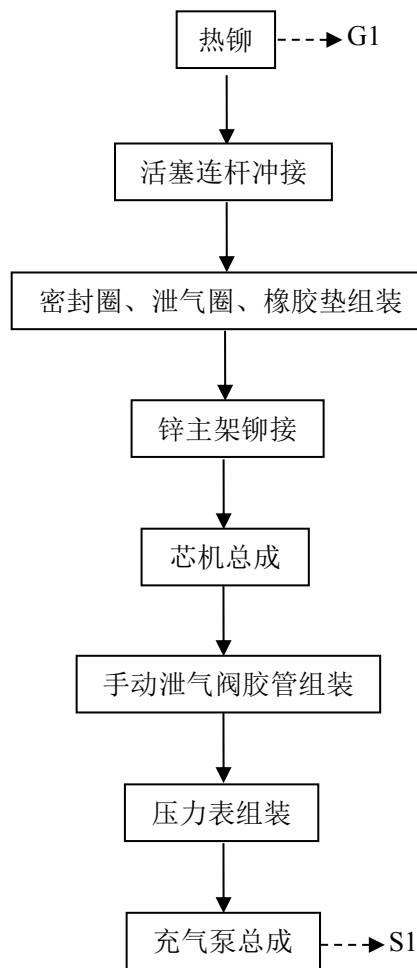 热铆
G1
活塞连杆冲接
密封圈、泄气圈、橡胶垫组装
锌主架铆接
芯机总成
手动泄气阀胶管组装
压力表组装
充气泵总成
S1